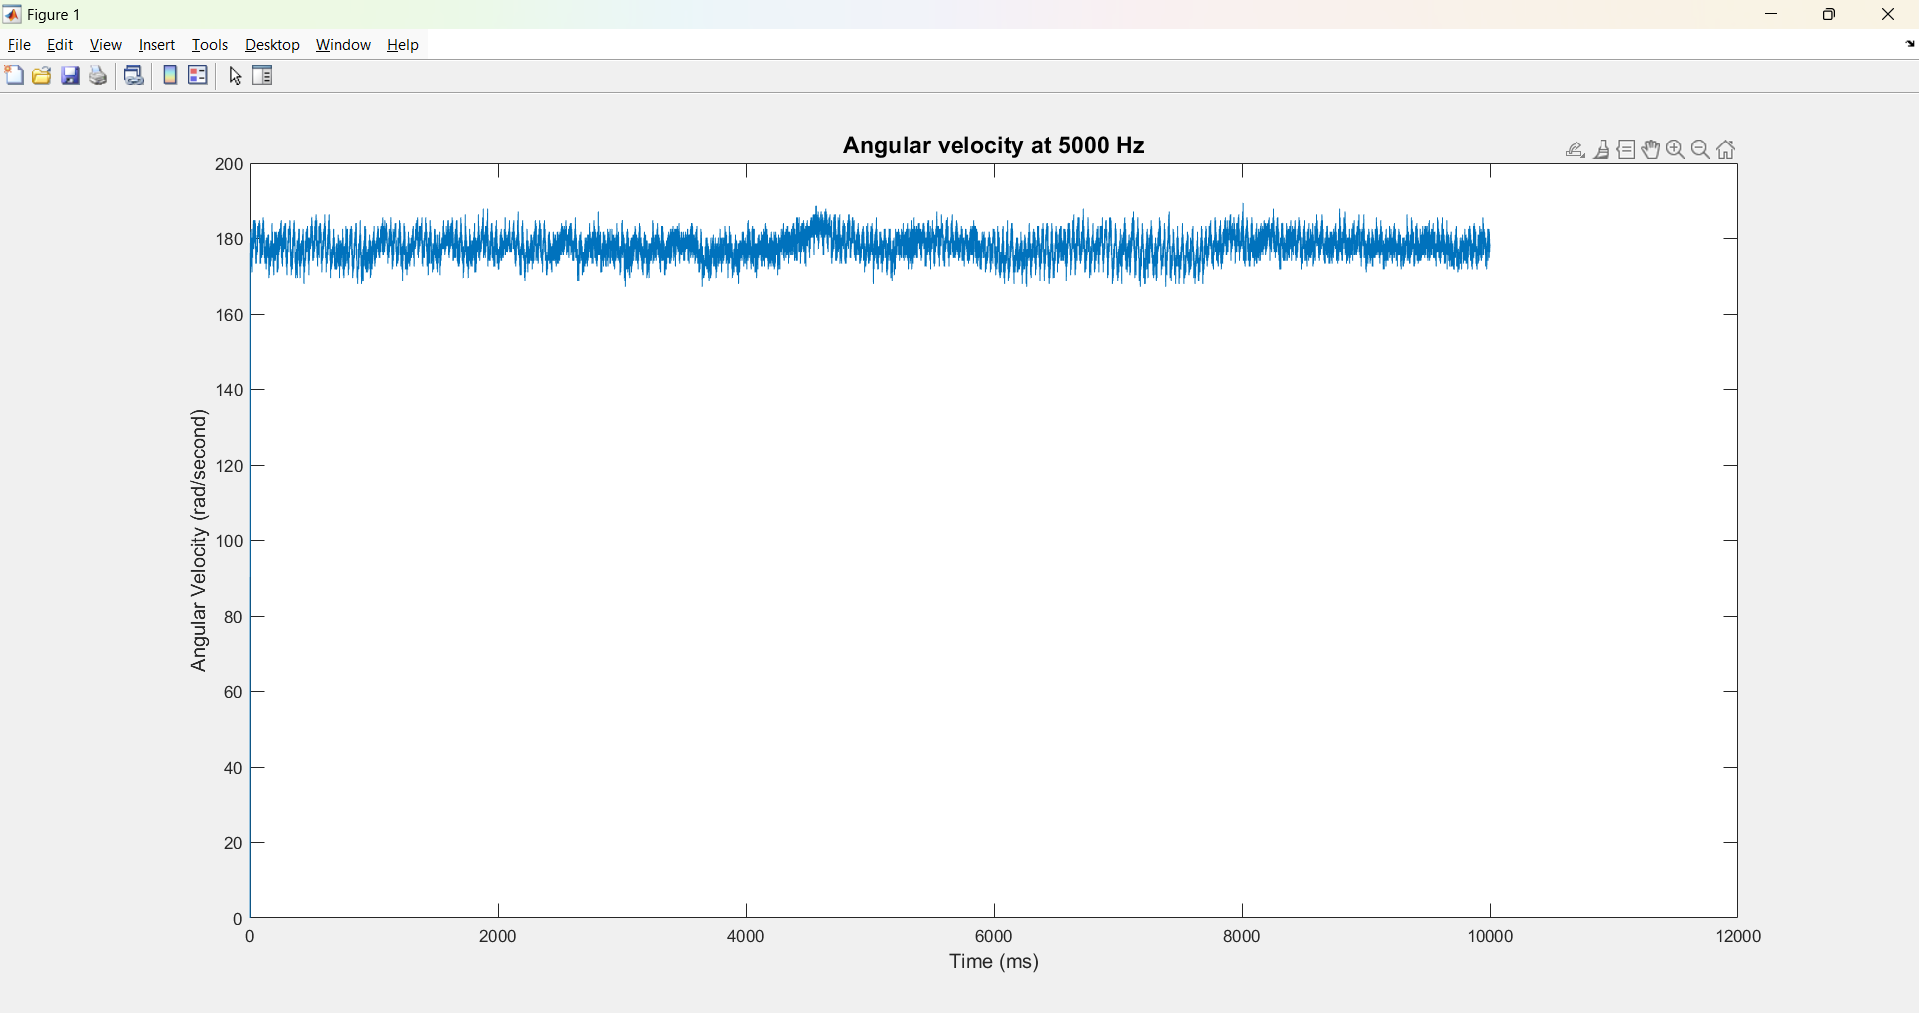 Figure 1
File Edit View Insert Tools Desktop Window Help
Angular velocity at 5000 Hz
200
180
160
140
120
100
80
60
40
20
0
Angular Velocity (rad/second)
0 2000 4000 6000 8000 10000 12000
Time (ms)